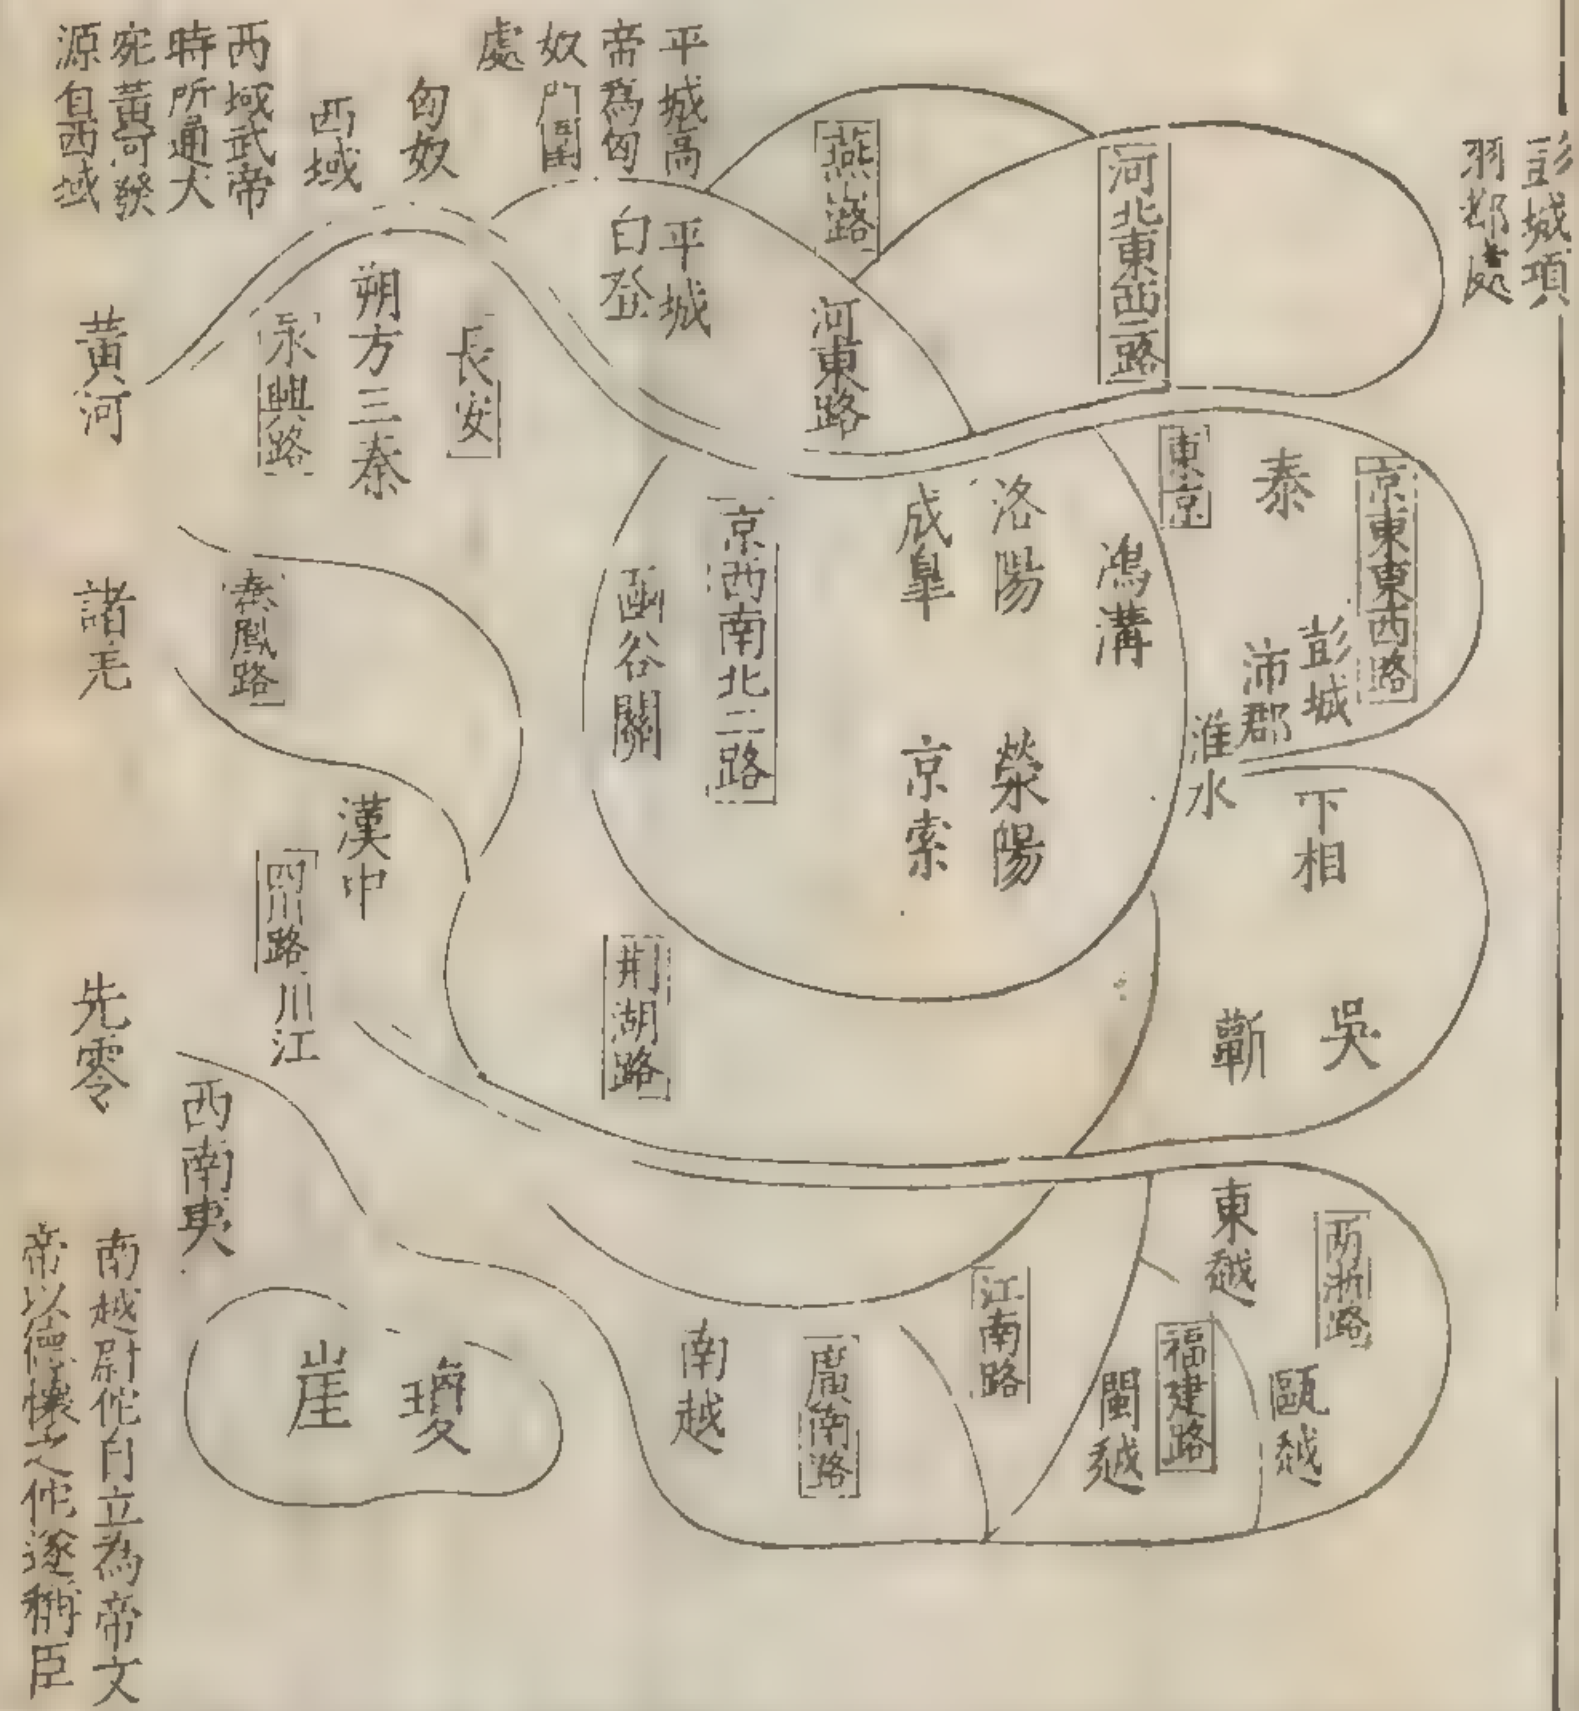 彭城項
羽都處
平城高
帝為匈
奴所圍
處
匈奴
西域
西域武帝
時所通大
宛黃河發
源自西域
燕路
河北東西二路
平城
白登
河東路
長安
朔方三秦
永興路
黃河
京東東西路
泰
東京
彭城
沛郡
淮水
鴻溝
洛陽
成臯
滎陽
京索
京西南北二路
函谷關
秦鳳路
諸羌
下相
吳
蘄
荆湖路
漢中
四川路
川江
先零
西南夷
兩浙路
東越
甌越
福建路
閩越
江南路
廣南路
南越
瓊
崖
南越尉佗自立為帝文
帝以德懷之佗遂稱臣